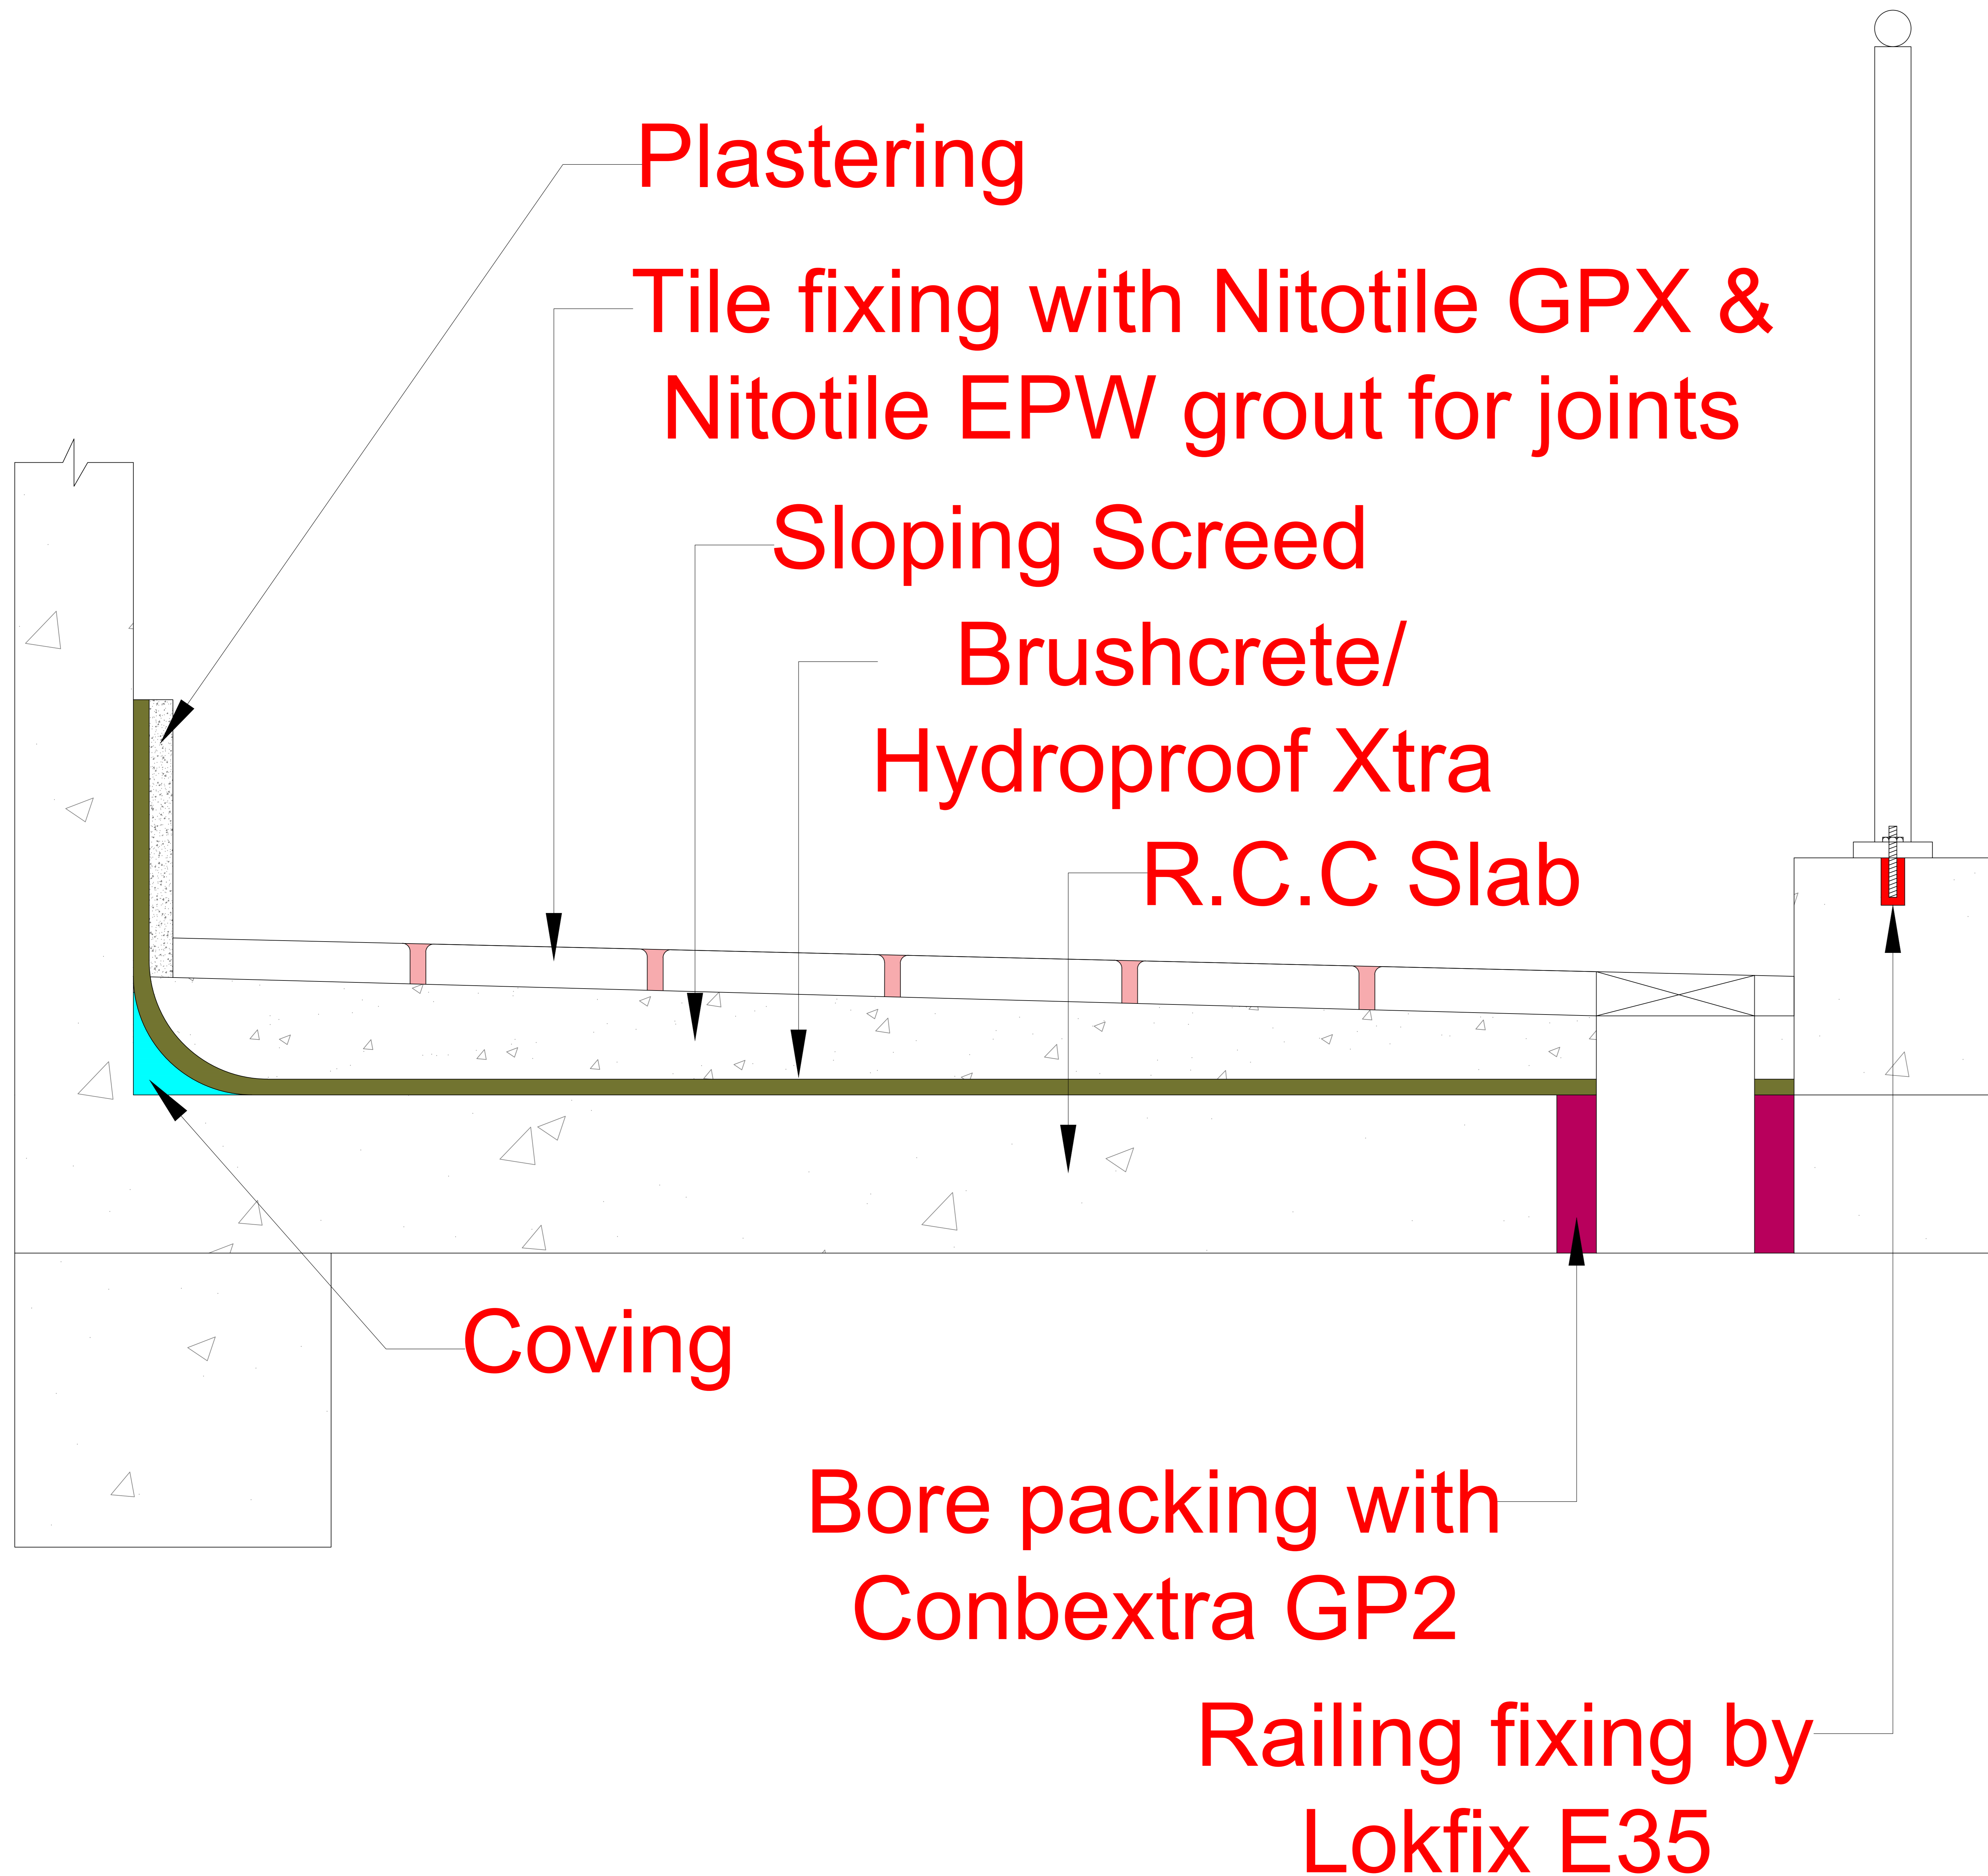 Plastering
Tile fixing with Nitotile GPX &
Nitotile EPW grout for joints
Sloping Screed
Brushcrete/
Hydroproof Xtra
R.C.C Slab
Coving
Bore packing with
Conbextra GP2
Railing fixing by
Lokfix E35